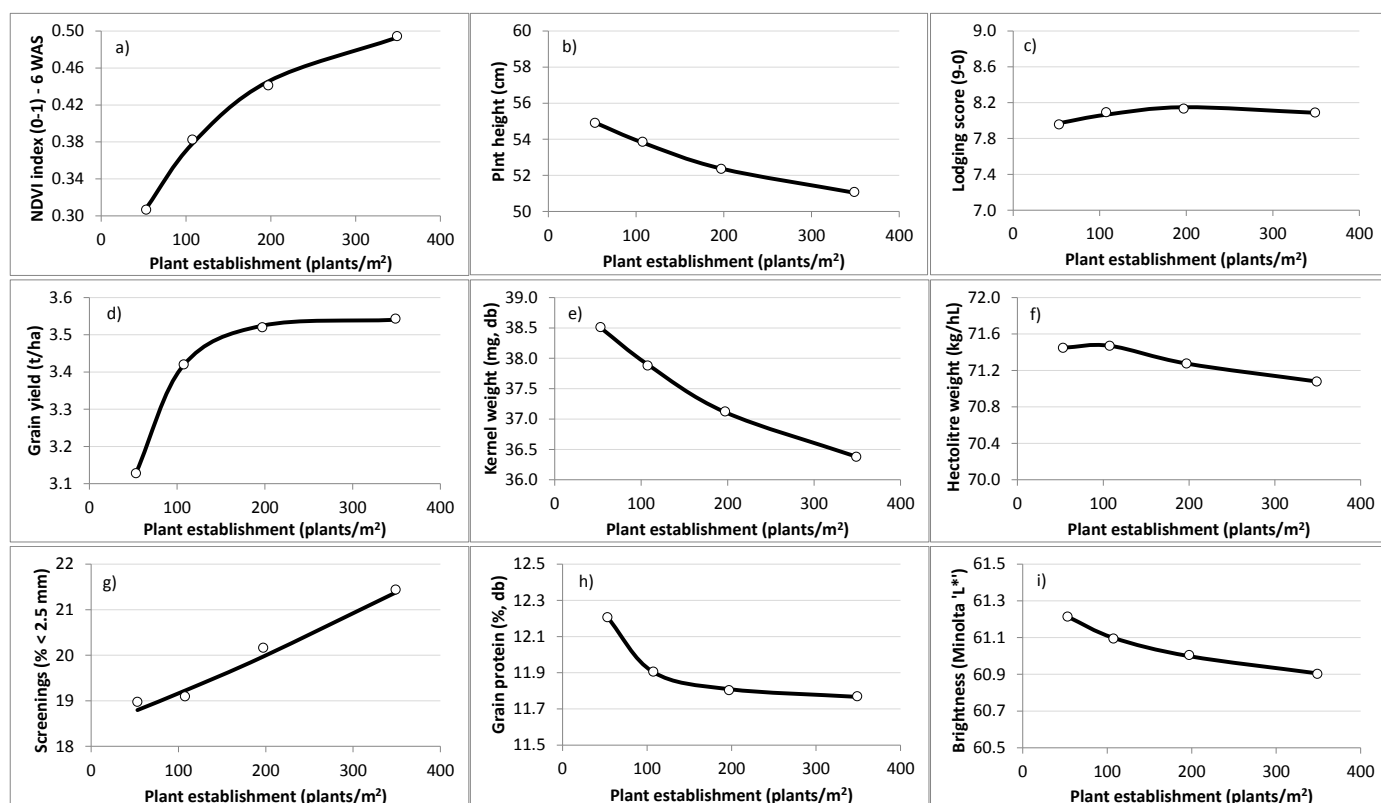 a)
NDVI index (0-1) - 6 WAS
0.50
0.46
0.42
0.38
0.34
0.30
0 100 200 300 400
Plant establishment (plants/m²)
b)
Plnt height (cm)
60
58
56
54
52
50
0 100 200 300 400
Plant establishment (plants/m²)
c)
Lodging score (9-0)
9.0
8.6
8.2
7.8
7.4
7.0
0 100 200 300 400
Plant establishment (plants/m²)
d)
Grain yield (t/ha)
3.6
3.5
3.4
3.3
3.2
3.1
0 100 200 300 400
Plant establishment (plants/m²)
e)
Kernel weight (mg, db)
39.0
38.5
38.0
37.5
37.0
36.5
36.0
0 100 200 300 400
Plant establishment (plants/m²)
f)
Hectolitre weight (kg/hL)
72.0
71.6
71.2
70.8
70.4
70.0
0 100 200 300 400
Plant establishment (plants/m²)
g)
Screenings (% < 2.5 mm)
22
21
20
19
18
0 100 200 300 400
Plant establishment (plants/m²)
h)
Grain protein (%, db)
12.5
12.3
12.1
11.9
11.7
11.5
0 100 200 300 400
Plant establishment (plants/m²)
i)
Brightness (Minolta 'L*')
61.5
61.3
61.1
60.9
60.7
60.5
0 100 200 300 400
Plant establishment (plants/m²)